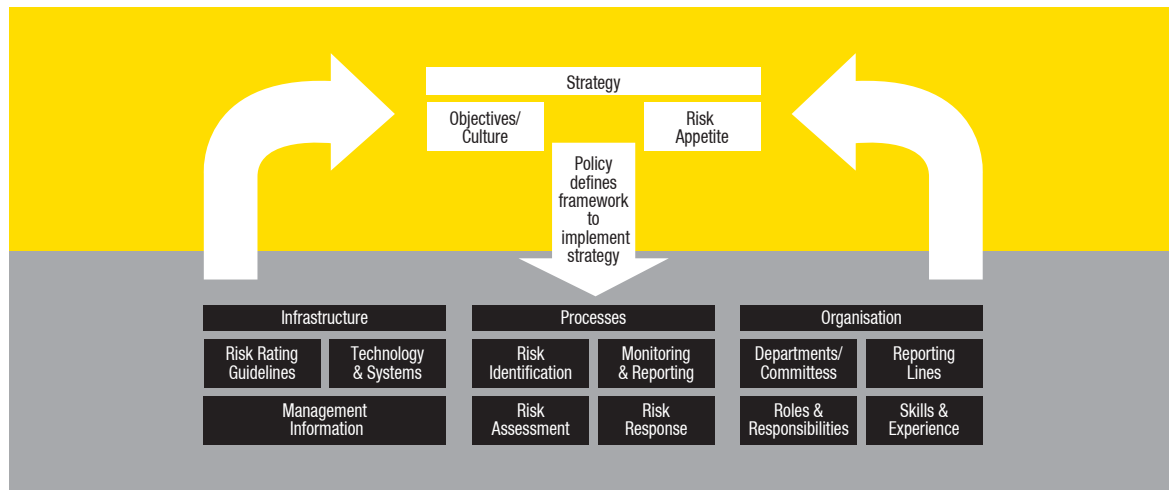 Strategy
Objectives/
Culture
Risk
Appetite
Policy
defines
framework
to
implement
strategy
Infrastructure
Risk Rating
Guidelines
Technology
& Systems
Management
Information
Processes
Risk
Identification
Monitoring
& Reporting
Risk
Assessment
Risk
Response
Organisation
Departments/
Committess
Reporting
Lines
Roles &
Responsibilities
Skills &
Experience